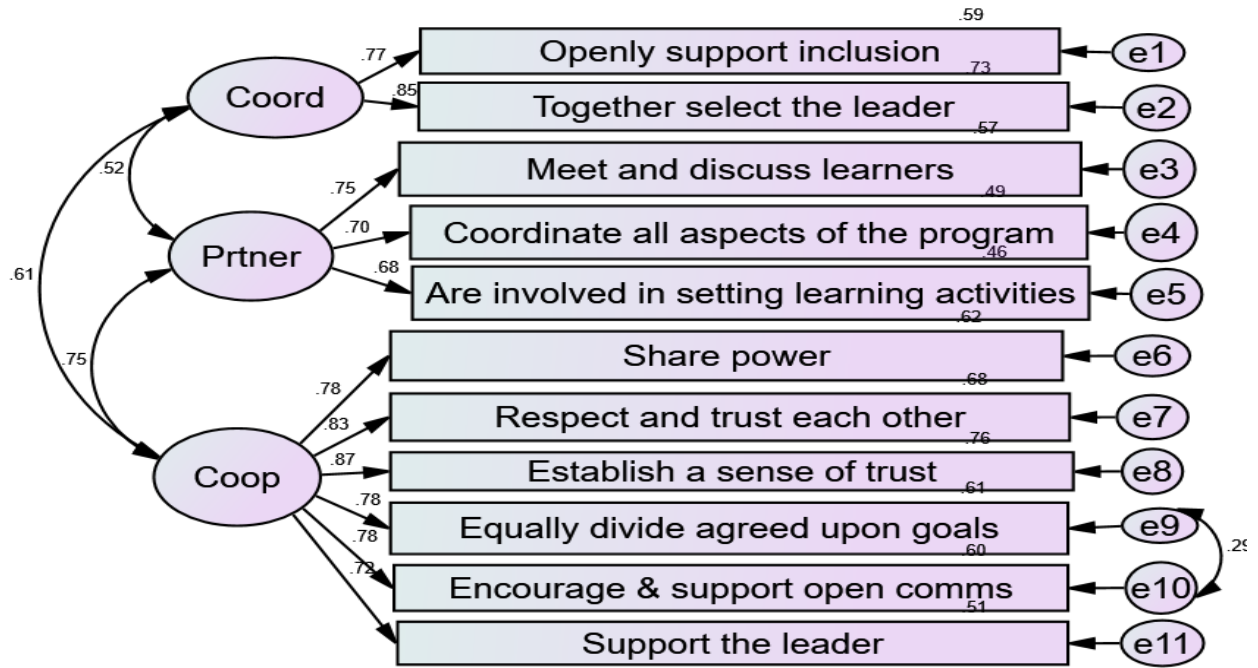 .59
.77
Openly support inclusion
e1
.73
Coord
.85
Together select the leader
e2
.57
.52
.75
Meet and discuss learners
e3
.49
.70
Coordinate all aspects of the program
e4
Prtner
.46
.68
Are involved in setting learning activities
e5
.61
.62
.75
.78
Share power
e6
.68
.83
Respect and trust each other
e7
.76
Coop
.87
Establish a sense of trust
e8
.61
.78
Equally divide agreed upon goals
e9
.29
.60
.78
Encourage & support open comms
e10
.51
.72
Support the leader
e11